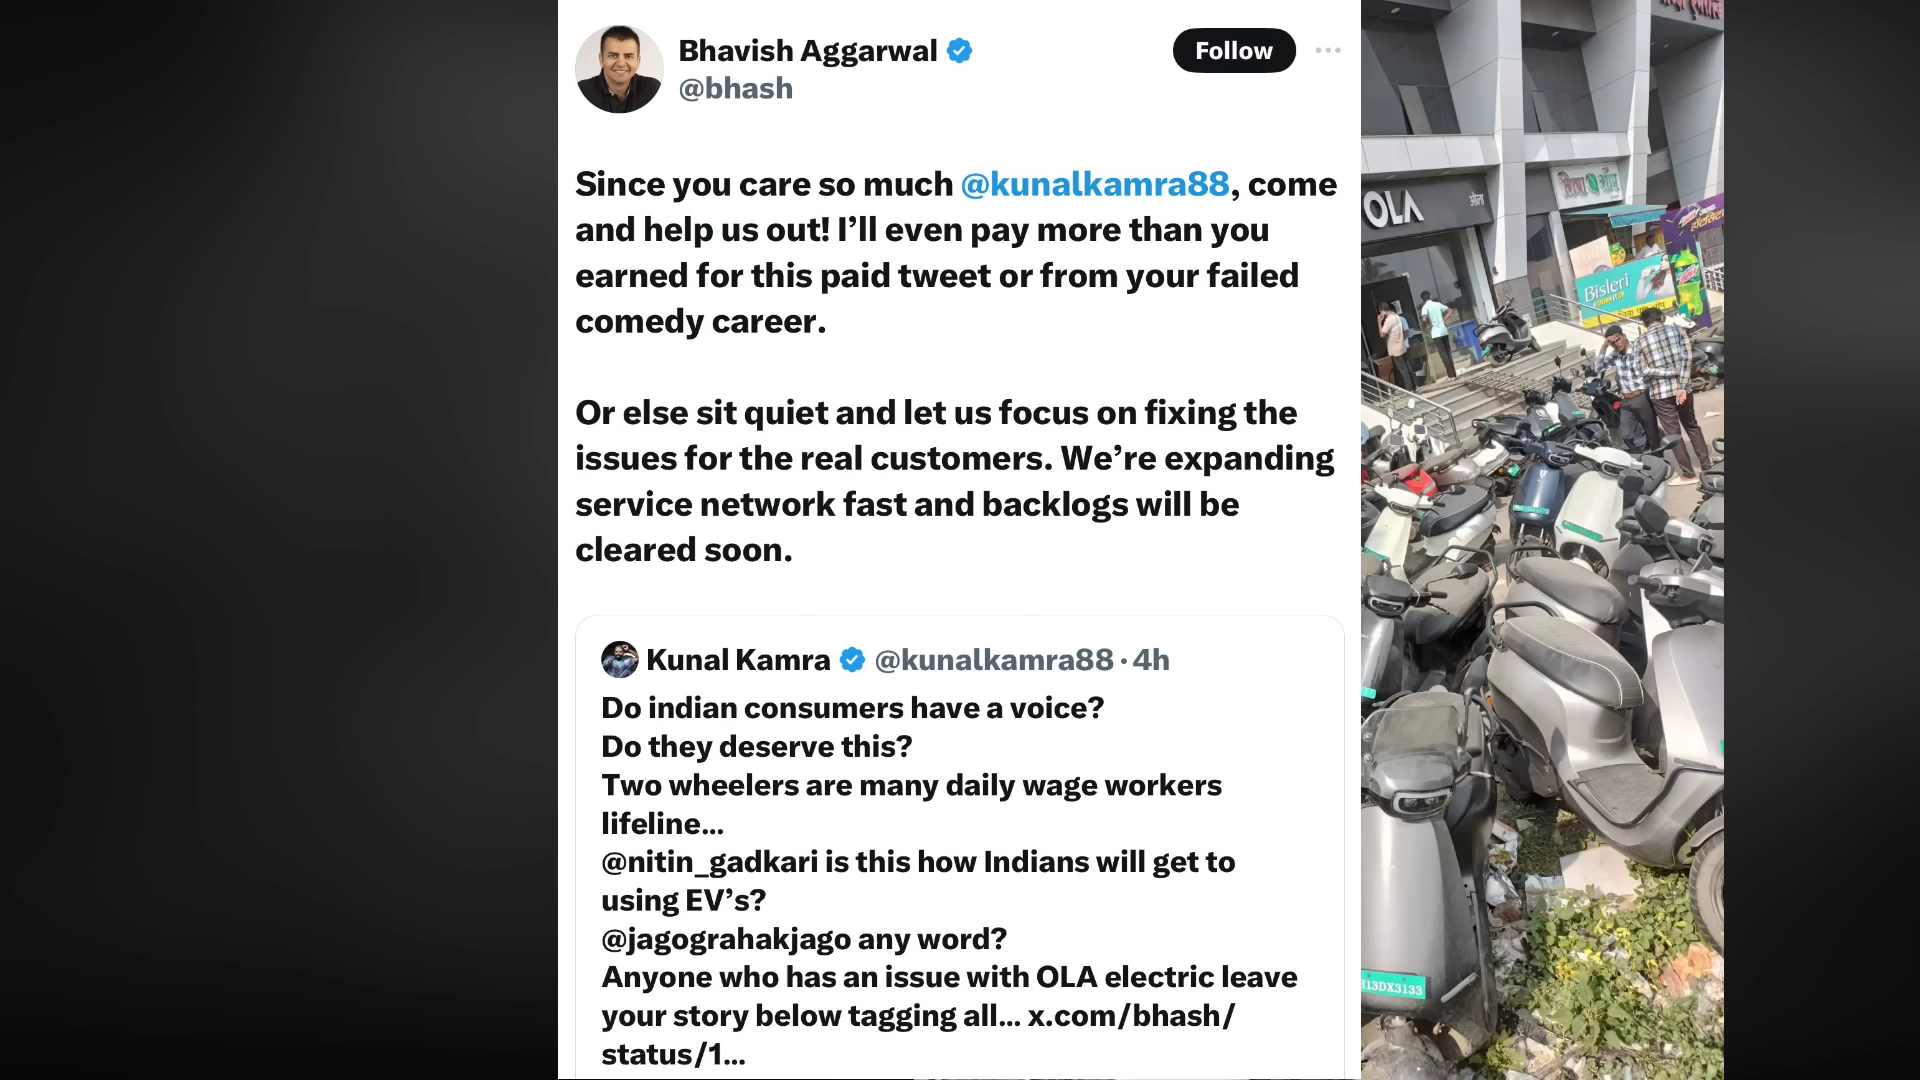 Bhavish Aggarwal
@bhash
Follow
Since you care so much @kunalkamra88, come
and help us out! I’ll even pay more than you
earned for this paid tweet or from your failed
comedy career.
Or else sit quiet and let us focus on fixing the
issues for the real customers. We’re expanding
service network fast and backlogs will be
cleared soon.
Kunal Kamra @kunalkamra88 · 4h
Do indian consumers have a voice?
Do they deserve this?
Two wheelers are many daily wage workers
lifeline...
@nitin_gadkari is this how Indians will get to
using EV’s?
@jagograhakjago any word?
Anyone who has an issue with OLA electric leave
your story below tagging all... x.com/bhash/
status/1...
OLA
ओला
Bisleri
13DX3133